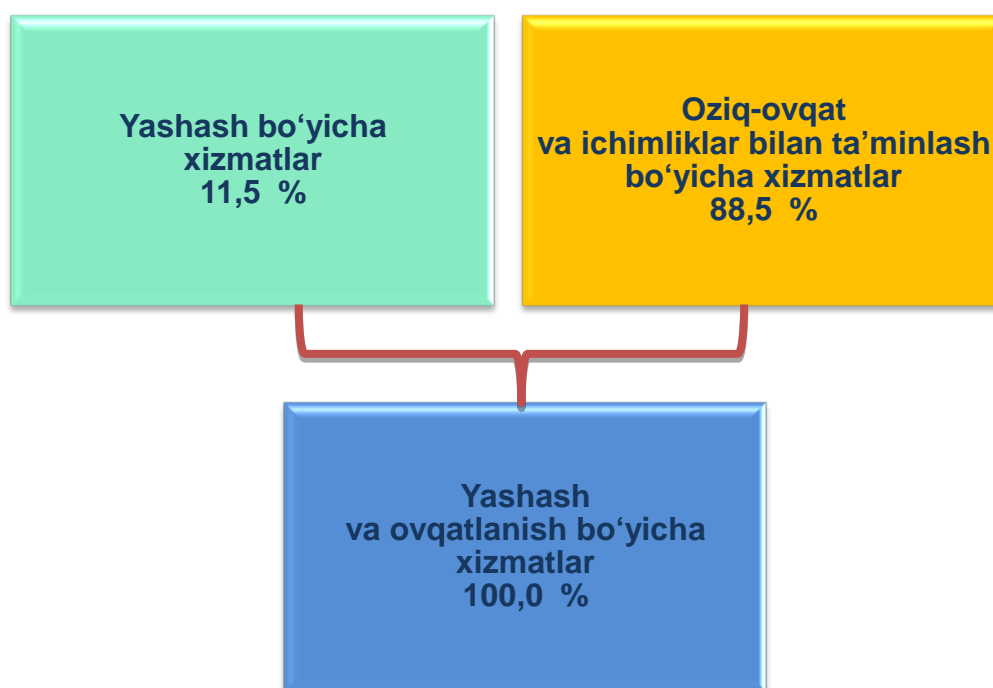 Yashash bo‘yicha
xizmatlar
11,5 %
Oziq-ovqat
va ichimliklar bilan ta’minlash
bo‘yicha xizmatlar
88,5 %
Yashash
va ovqatlanish bo‘yicha
xizmatlar
100,0 %